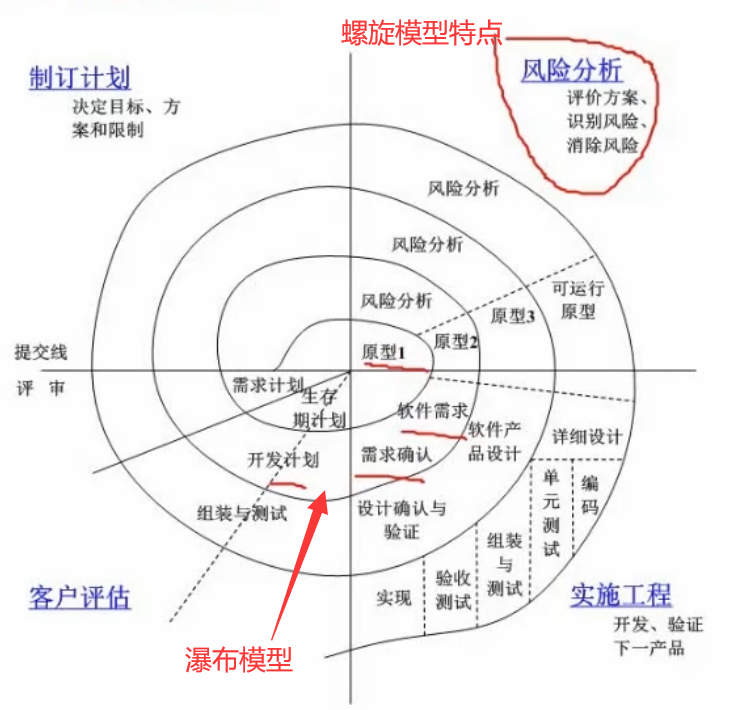 螺旋模型特点
制订计划
决定目标、方
案和限制
风险分析
评价方案、
识别风险、
消除风险
风险分析
风险分析
风险分析
可运行
原型
原型3
原型2
原型1
提交线
评 审
需求计划
生存
期计划
软件需求
软件产
品设计
详细设计
开发计划
需求确认
单
元
测
试
编
码
组装与测试
设计确认与
验证
组装
与
测试
实现
验收
测试
客户评估
实施工程
开发、验证
下一产品
瀑布模型